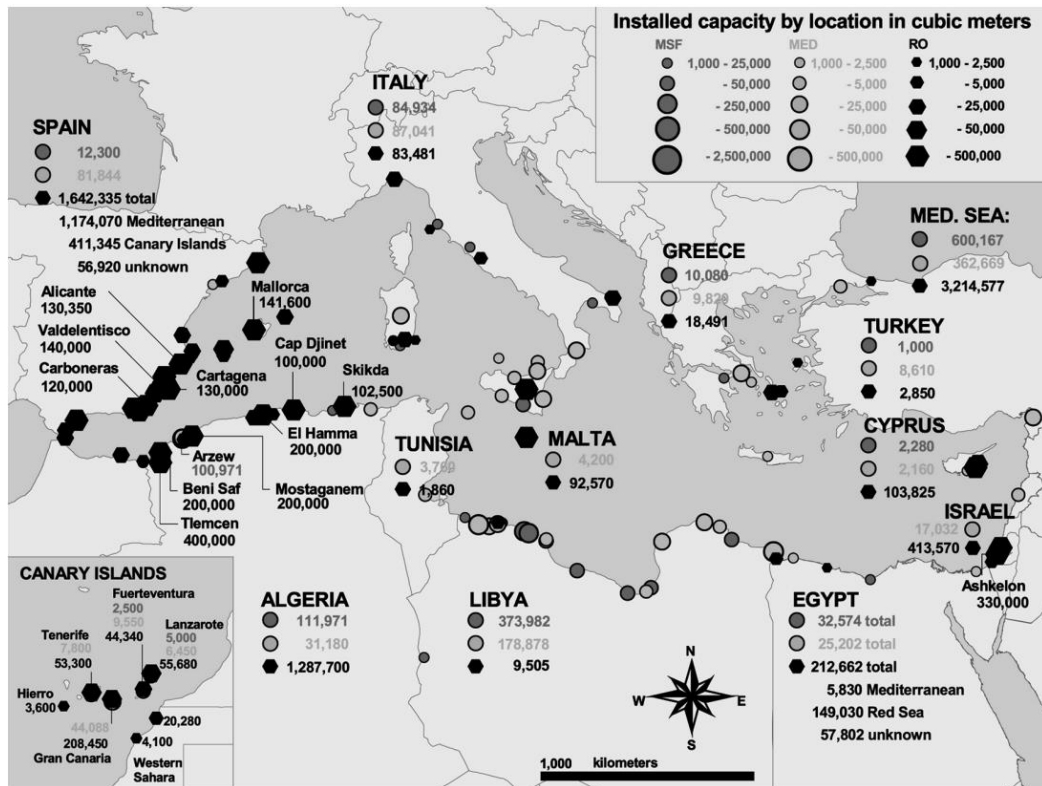 Installed capacity by location in cubic meters
MSF
MED
RO
1,000 - 25,000
1,000 - 2,500
1,000 - 2,500
- 50,000
- 5,000
- 5,000
- 250,000
- 25,000
- 25,000
- 500,000
- 50,000
- 50,000
- 2,500,000
- 500,000
- 500,000
ITALY
84,934
87,041
83,481
SPAIN
12,300
81,844
1,642,335 total
1,174,070 Mediterranean
411,345 Canary Islands
56,920 unknown
MED. SEA:
600,167
362,669
3,214,577
GREECE
10,080
18,491
TURKEY
1,000
8,610
2,850
Alicante
130,350
Valdelentisco
140,000
Carboneras
120,000
Mallorca
141,600
Cartagena
130,000
Cap Djinet
100,000
Skikda
102,500
El Hamma
200,000
Arzew
100,971
Beni Saf
200,000
Tlemcen
400,000
Mostaganem
200,000
TUNISIA
1,860
MALTA
4,200
92,570
CYPRUS
2,280
2,160
103,825
ISRAEL
17,032
413,570
Ashkelon
330,000
CANARY ISLANDS
Fuerteventura
2,500
9,550
44,340
Lanzarote
5,000
6,450
55,680
Tenerife
7,800
53,300
Hierro
3,600
44,088
208,450
Gran Canaria
20,280
4,100
Western
Sahara
ALGERIA
111,971
31,180
1,287,700
LIBYA
373,982
178,878
9,505
EGYPT
32,574 total
25,202 total
212,662 total
5,830 Mediterranean
149,030 Red Sea
57,802 unknown
N
W
E
S
1,000 kilometers